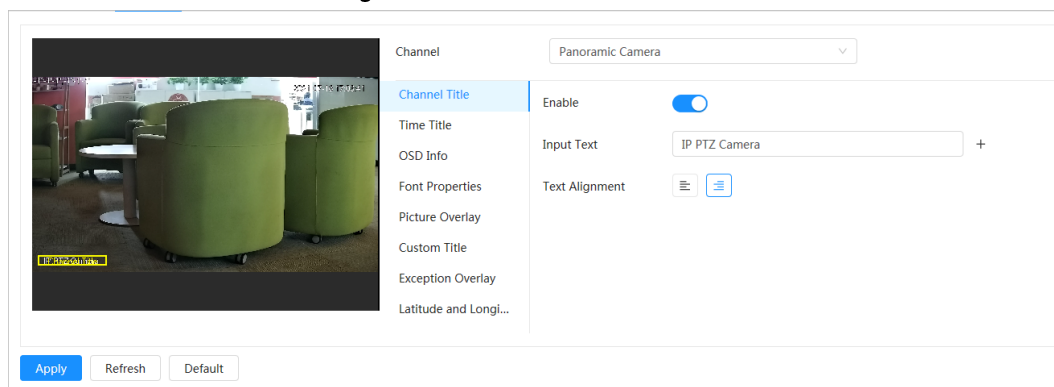 Channel
Panoramic Camera
Channel Title
Enable
Time Title
Input Text
IP PTZ Camera
+
OSD Info
Text Alignment
Font Properties
Picture Overlay
Custom Title
Exception Overlay
Latitude and Longi...
Apply
Refresh
Default